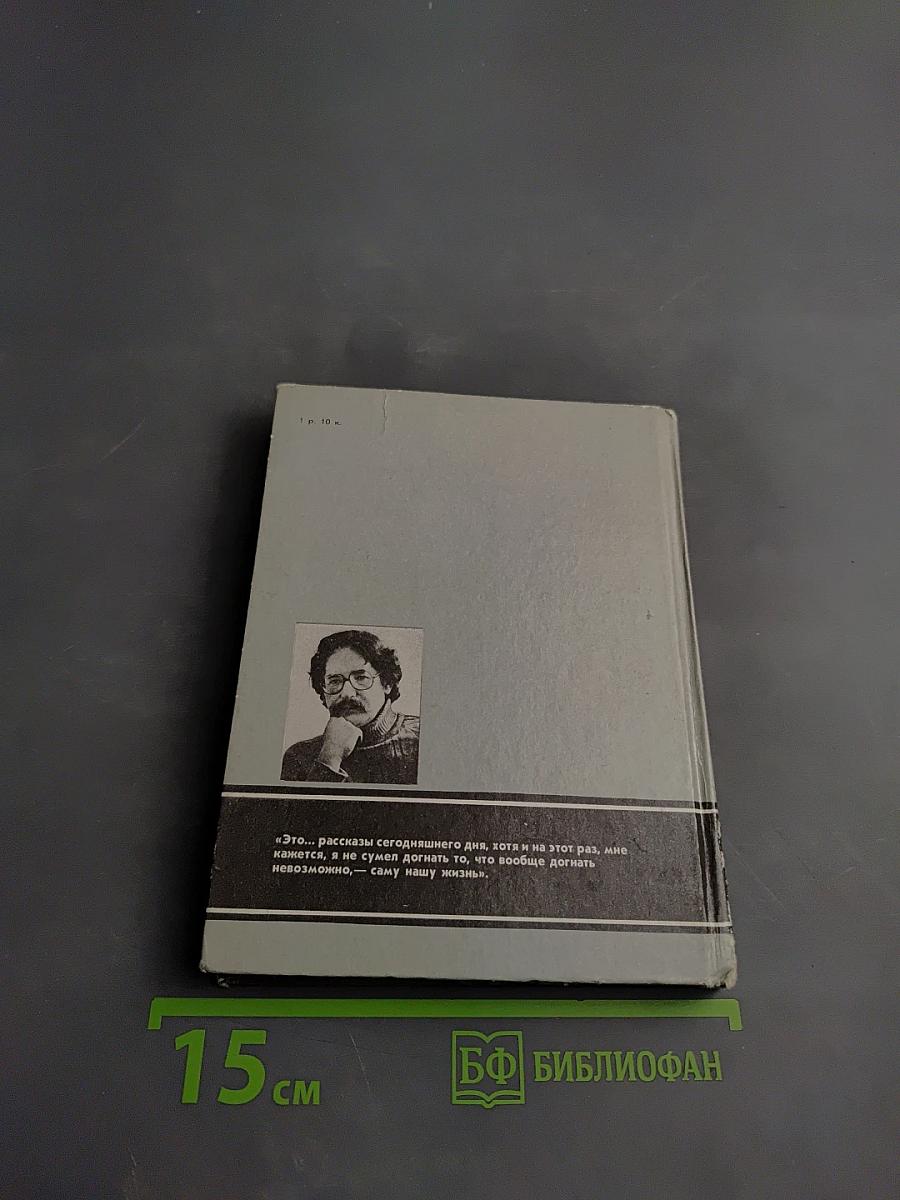 1 р. 10 к.
«Это... рассказы сегодняшнего дня, хотя и на этот раз, мне
кажется, я не сумел догнать то, что вообще догнать
невозможно,— саму нашу жизнь».
15 см
БФ БИБЛИОФАН